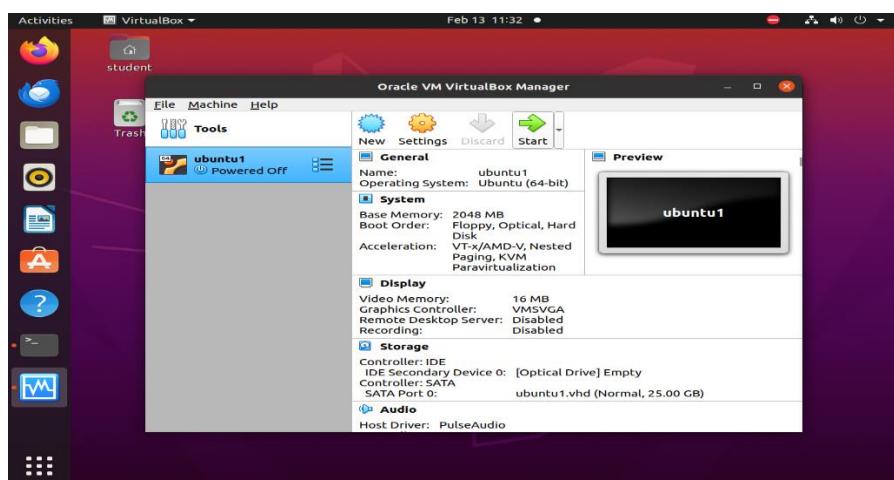 Activities VirtualBox Feb 13 11:32
student
Trash
Oracle VM VirtualBox Manager
File Machine Help
Tools
New Settings Discard Start
64 ubuntu1
Powered Off
General
Name: ubuntu1
Operating System: Ubuntu (64-bit)
System
Base Memory: 2048 MB
Boot Order: Floppy, Optical, Hard
Disk
Acceleration: VT-x/AMD-V, Nested
Paging, KVM
Paravirtualization
Preview
ubuntu1
Display
Video Memory: 16 MB
Graphics Controller: VMSVGA
Remote Desktop Server: Disabled
Recording: Disabled
Storage
Controller: IDE
IDE Secondary Device 0: [Optical Drive] Empty
Controller: SATA
SATA Port 0: ubuntu1.vhd (Normal, 25.00 GB)
Audio
Host Driver: PulseAudio